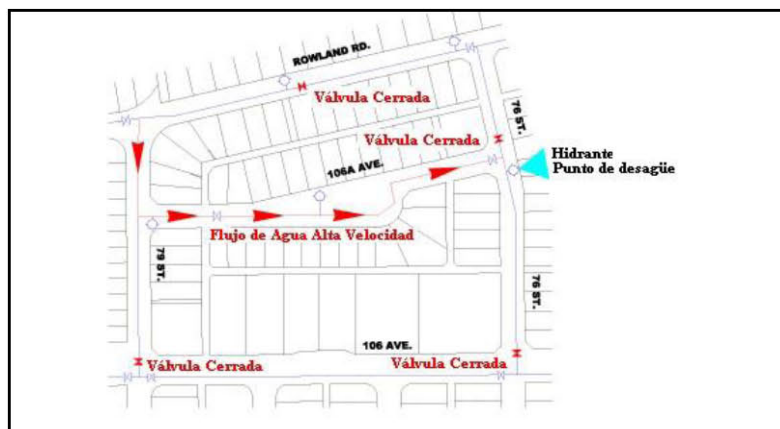 ROWLAND RD.
Válvula Cerrada
76 ST.
Válvula Cerrada
Hidrante
Punto de desagüe
106A AVE.
Flujo de Agua Alta Velocidad
79 ST.
76 ST.
106 AVE.
Válvula Cerrada
Válvula Cerrada